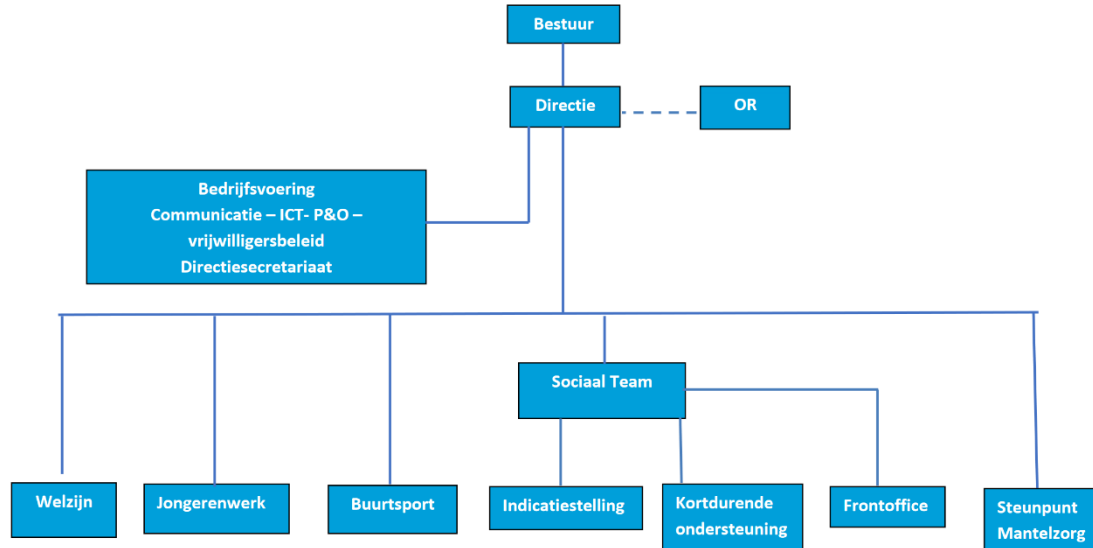 Bestuur
Directie
OR
Bedrijfsvoering
Communicatie – ICT- P&O –
vrijwilligersbeleid
Directiesecretariaat
Sociaal Team
Welzijn
Jongerenwerk
Buurtsport
Indicatiestelling
Kortdurende
ondersteuning
Frontoffice
Steunpunt
Mantelzorg